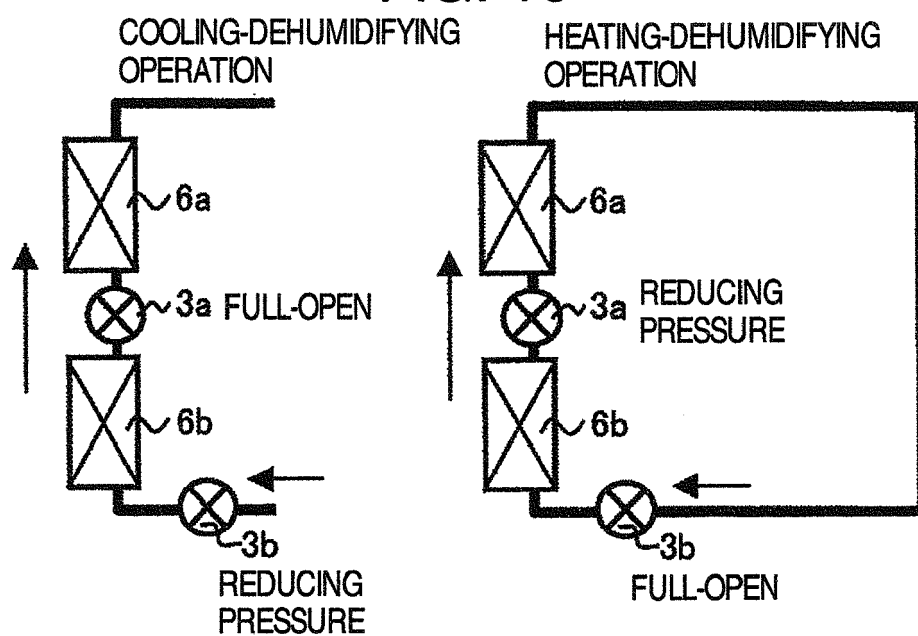 COOLING-DEHUMIDIFYING
OPERATION
6a
3a FULL-OPEN
6b
3b
REDUCING
PRESSURE
HEATING-DEHUMIDIFYING
OPERATION
6a
3a REDUCING
PRESSURE
6b
3b
FULL-OPEN